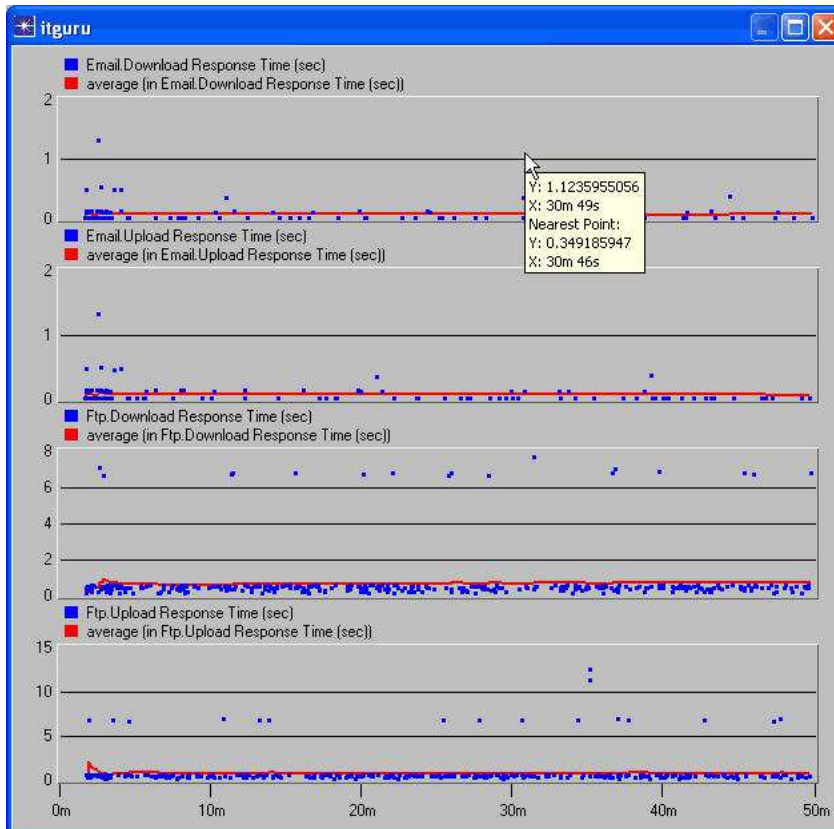 itguru
Email.Download Response Time (sec)
average (in Email.Download Response Time (sec))
2
1
0
Y: 1.1235955056
X: 30m 49s
Nearest Point:
Y: 0.349185947
X: 30m 46s
Email.Upload Response Time (sec)
average (in Email.Upload Response Time (sec))
2
1
0
Ftp.Download Response Time (sec)
average (in Ftp.Download Response Time (sec))
8
6
4
2
0
Ftp.Upload Response Time (sec)
average (in Ftp.Upload Response Time (sec))
15
10
5
0
0m 10m 20m 30m 40m 50m